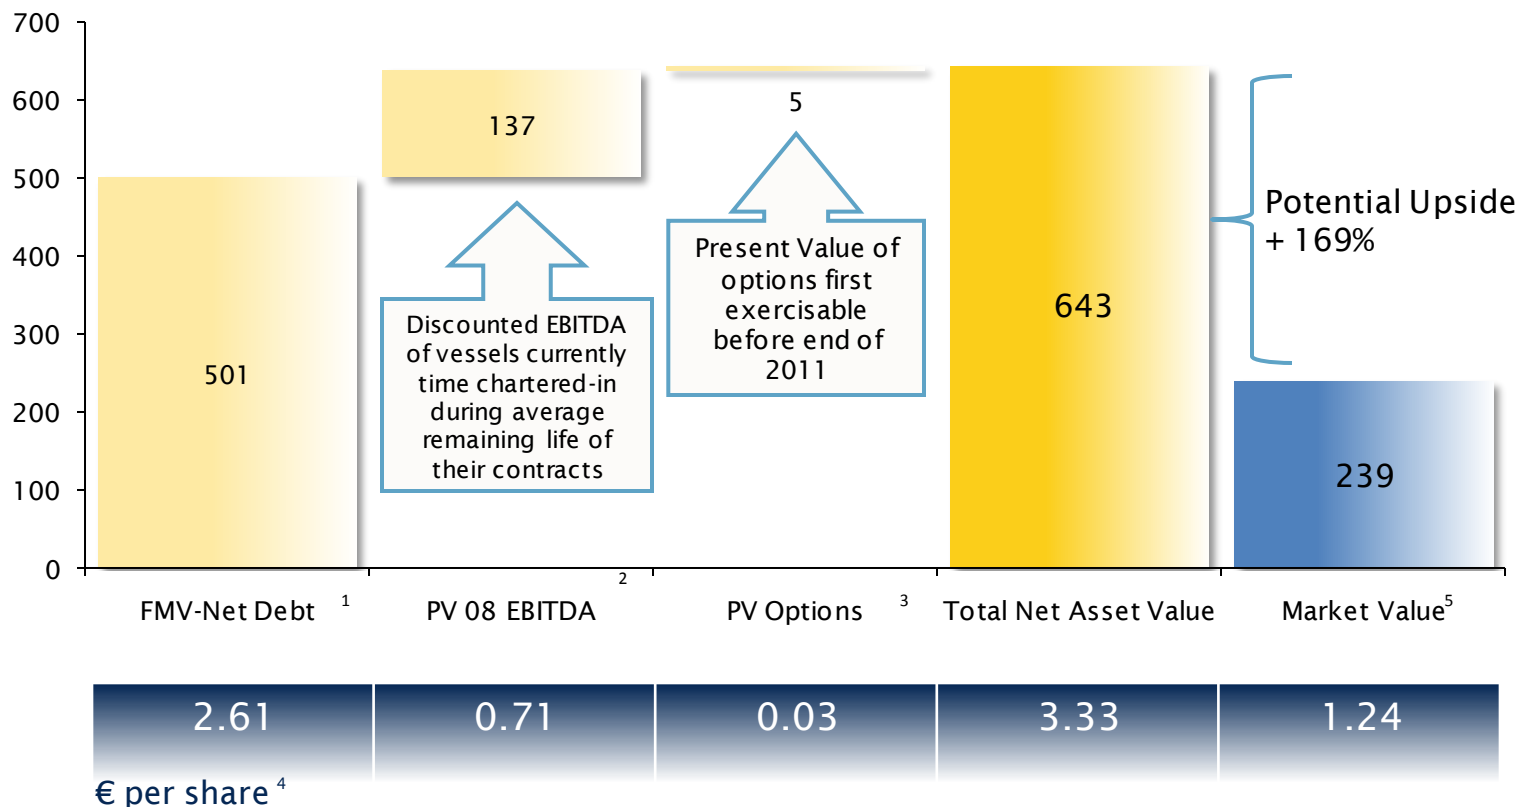 700
600
500
400
300
200
100
0
501
137
5
643
239
Discounted EBITDA
of vessels currently
time chartered-in
during average
remaining life of
their contracts
Present Value of
options first
exercisable
before end of
2011
Potential Upside
+ 169%
FMV-Net Debt 1
PV 08 EBITDA 2
PV Options 3
Total Net Asset Value
Market Value5
2.61 0.71 0.03 3.33 1.24
€ per share 4